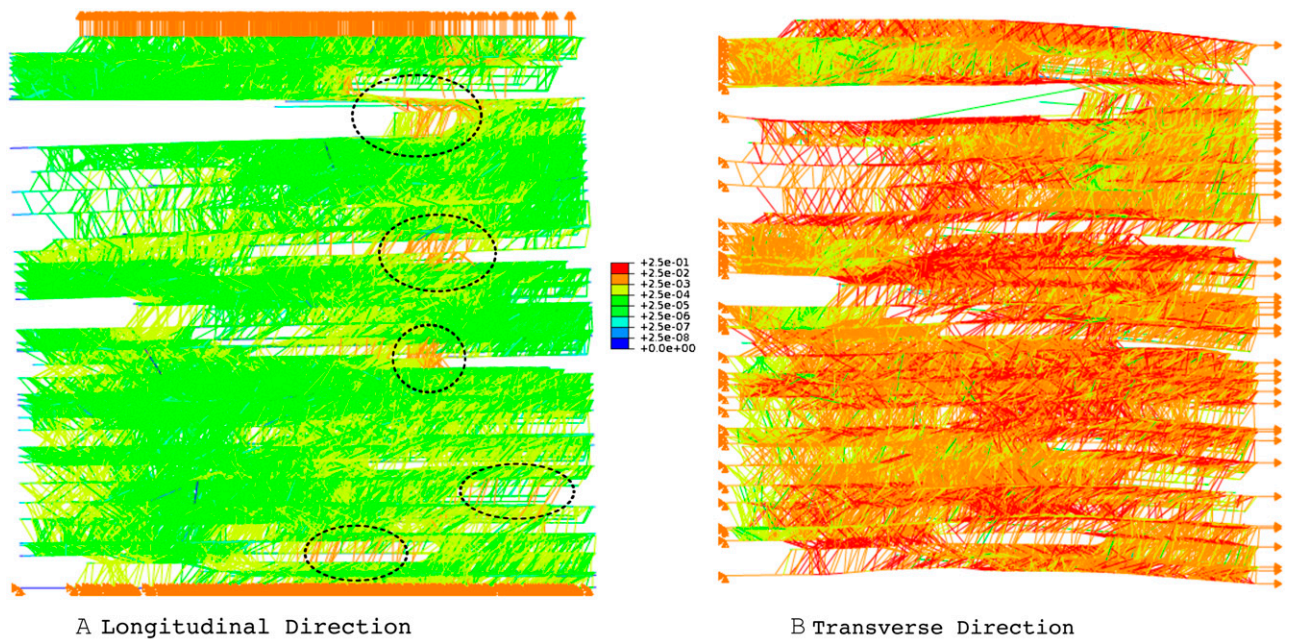 +2.5e-01
+2.5e-02
+2.5e-03
+2.5e-04
+2.5e-05
+2.5e-06
+2.5e-07
+2.5e-08
+0.0e+00
A Longitudinal Direction
B Transverse Direction